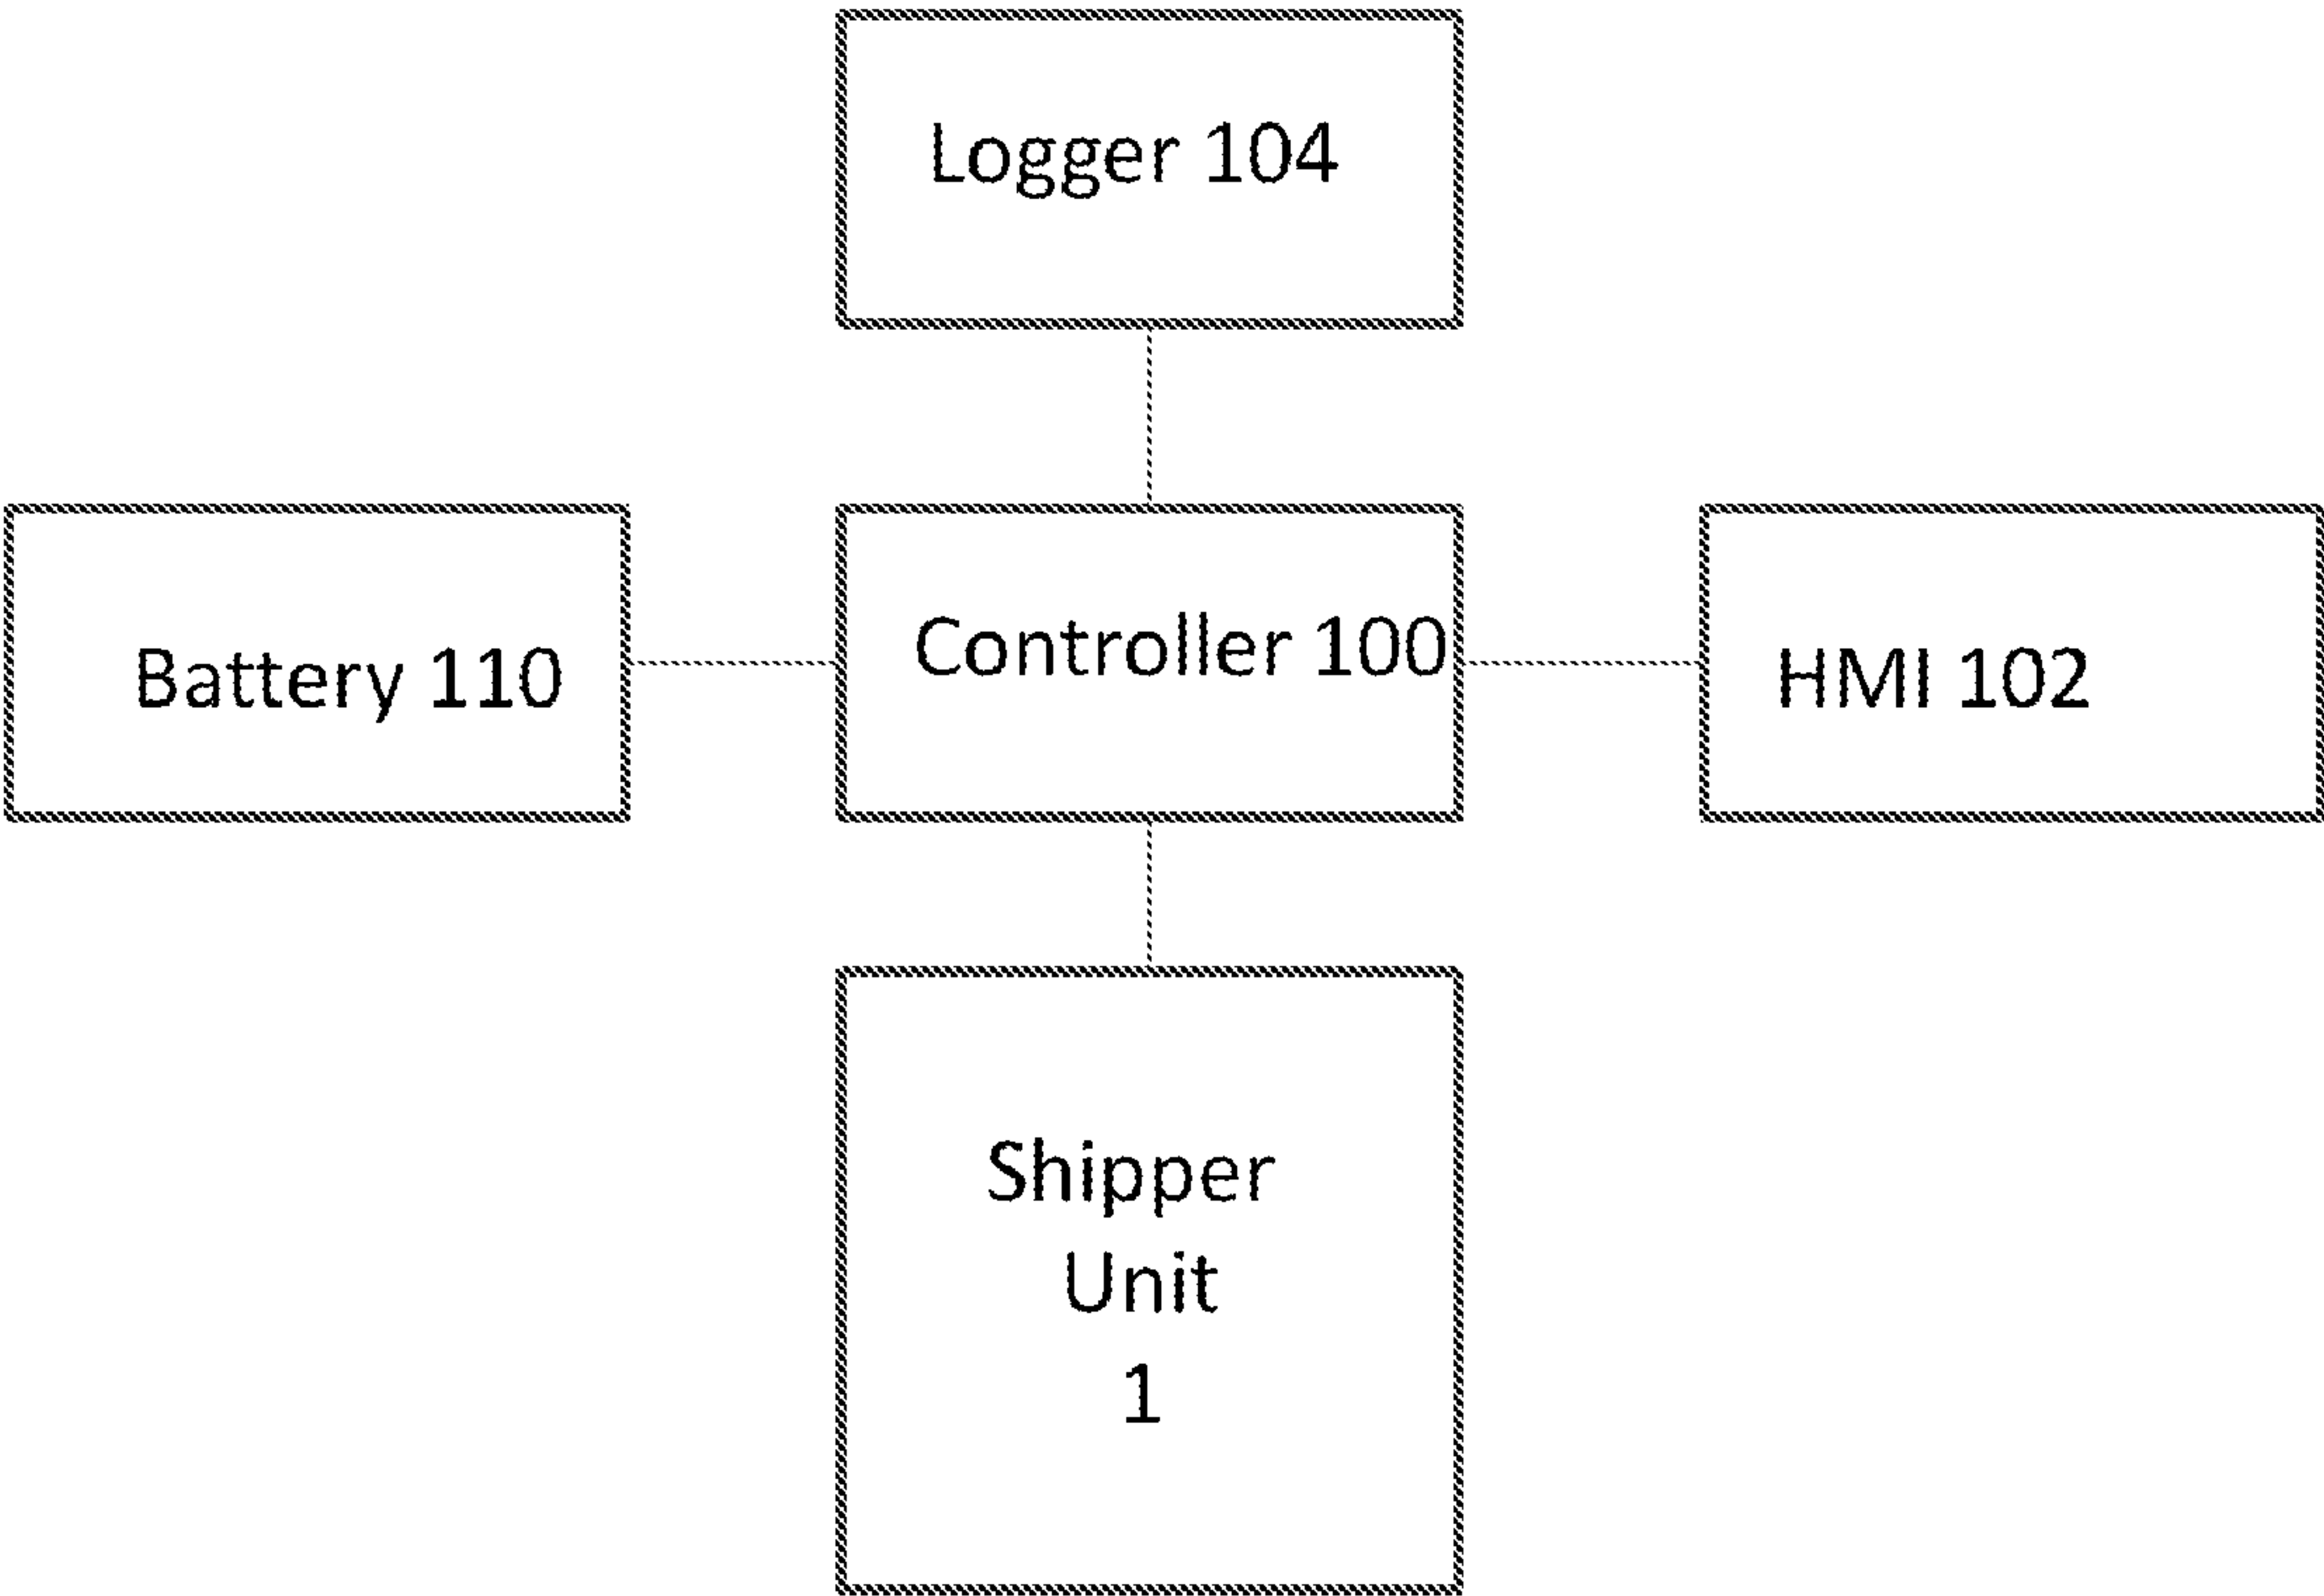 Logger 104
Battery 110
Controller 100
HMI 102
Shipper
Unit
1